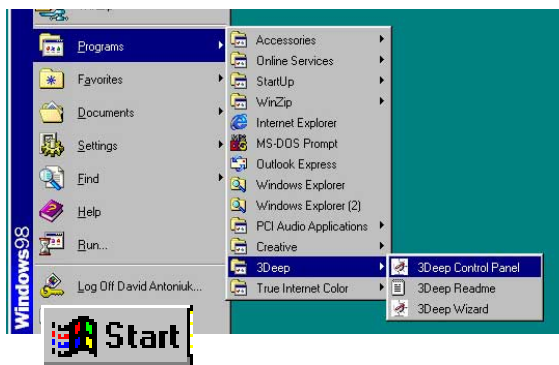 Programs
Favorites
Documents
Settings
Find
Help
Run...
Log Off David Antoniuk...
Windows98
Start
Accessories
Online Services
StartUp
WinZip
Internet Explorer
MS-DOS Prompt
Outlook Express
Windows Explorer
Windows Explorer (2)
PCI Audio Applications
Creative
3Deep
True Internet Color
3Deep Control Panel
3Deep Readme
3Deep Wizard